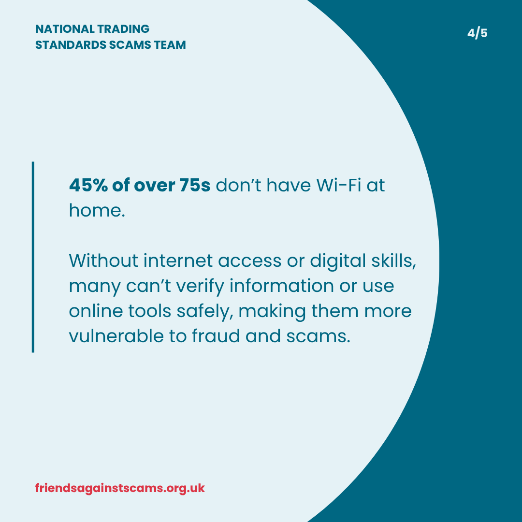 NATIONAL TRADING
STANDARDS SCAMS TEAM
4/5
45% of over 75s don't have Wi-Fi at
home.
Without internet access or digital skills,
many can't verify information or use
online tools safely, making them more
vulnerable to fraud and scams.
friendsagainstscams.org.uk